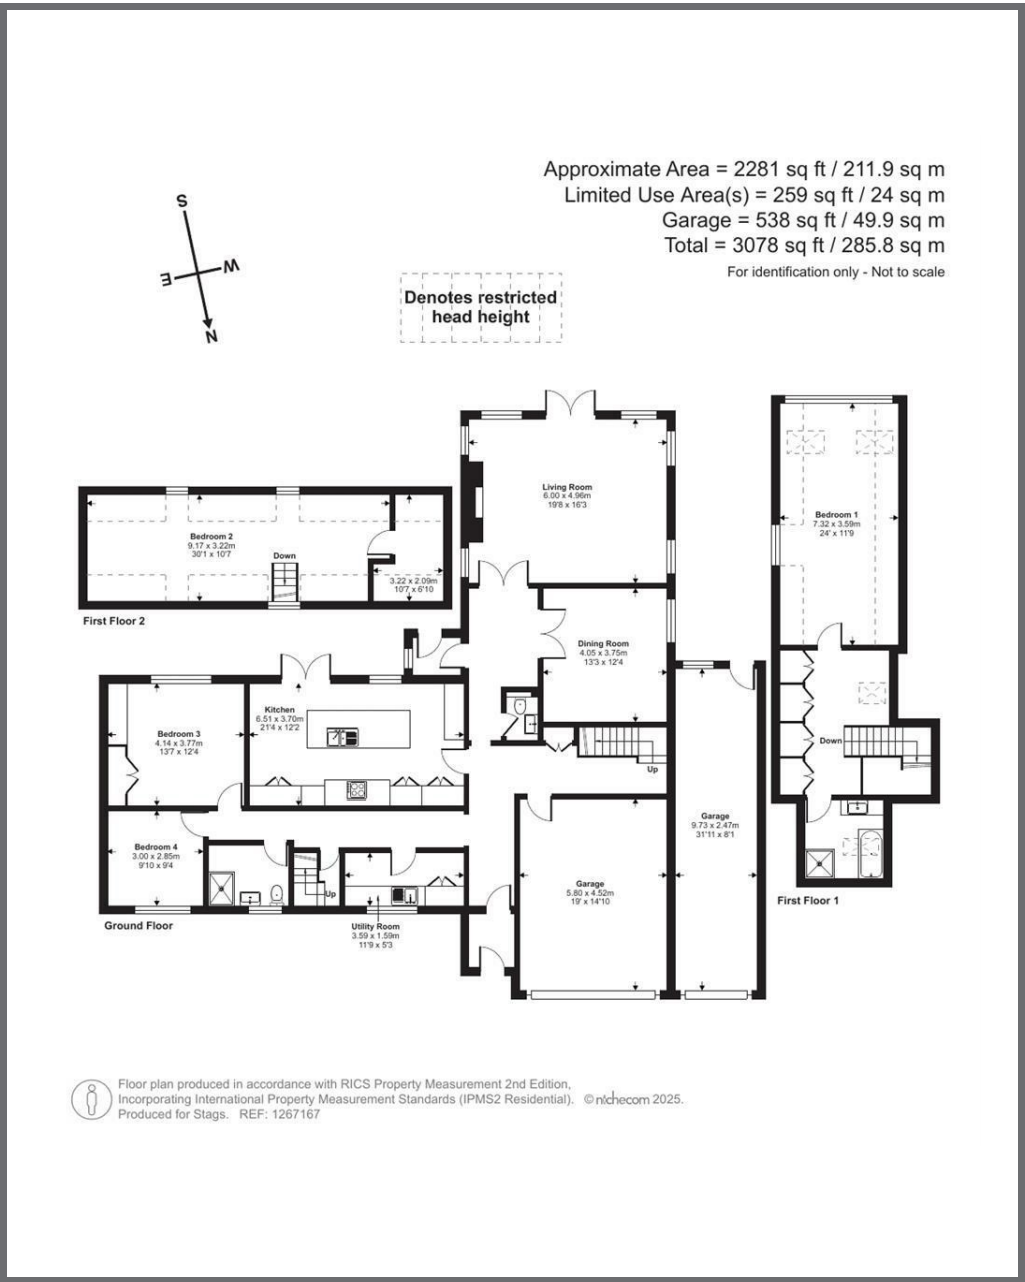 Approximate Area = 2281 sq ft / 211.9 sq m
Limited Use Area(s) = 259 sq ft / 24 sq m
Garage = 538 sq ft / 49.9 sq m
Total = 3078 sq ft / 285.8 sq m
For identification only - Not to scale
S
W
E
N
Denotes restricted
head height
Living Room
6.00 x 4.96m
19'8 x 16'3
Bedroom 1
7.32 x 3.59m
24' x 11'9
Bedroom 2
9.17 x 3.22m
30'1 x 10'7
Down
3.22 x 2.09m
10'7 x 6'10
First Floor 2
Dining Room
4.05 x 3.75m
13'3 x 12'4
Kitchen
6.51 x 3.70m
21'4 x 12'2
Bedroom 3
4.14 x 3.77m
13'7 x 12'4
Down
Up
Garage
9.73 x 2.47m
31'11 x 8'1
Bedroom 4
3.00 x 2.85m
9'10 x 9'4
Garage
5.80 x 4.52m
19' x 14'10
Up
First Floor 1
Ground Floor
Utility Room
3.59 x 1.59m
11'9 x 5'3
Floor plan produced in accordance with RICS Property Measurement 2nd Edition,
Incorporating International Property Measurement Standards (IPMS2 Residential). © nichecom 2025.
Produced for Stags. REF: 1267167